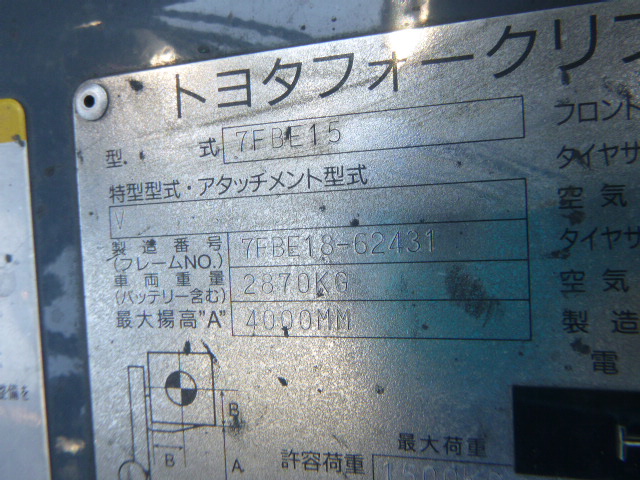 トヨタフォークリフ
型 式 7FBE15
フロント
タイヤサ
特型型式・アタッチメント型式
空気
V
製造番号 7FBE18-62431
(フレームNO.)
タイヤサ
車両重量 2870KG
(バッテリー含む)
空気
最大揚高"A" 4000MM
製造
電
整備を
B
B
A
最大荷重
許容荷重
H